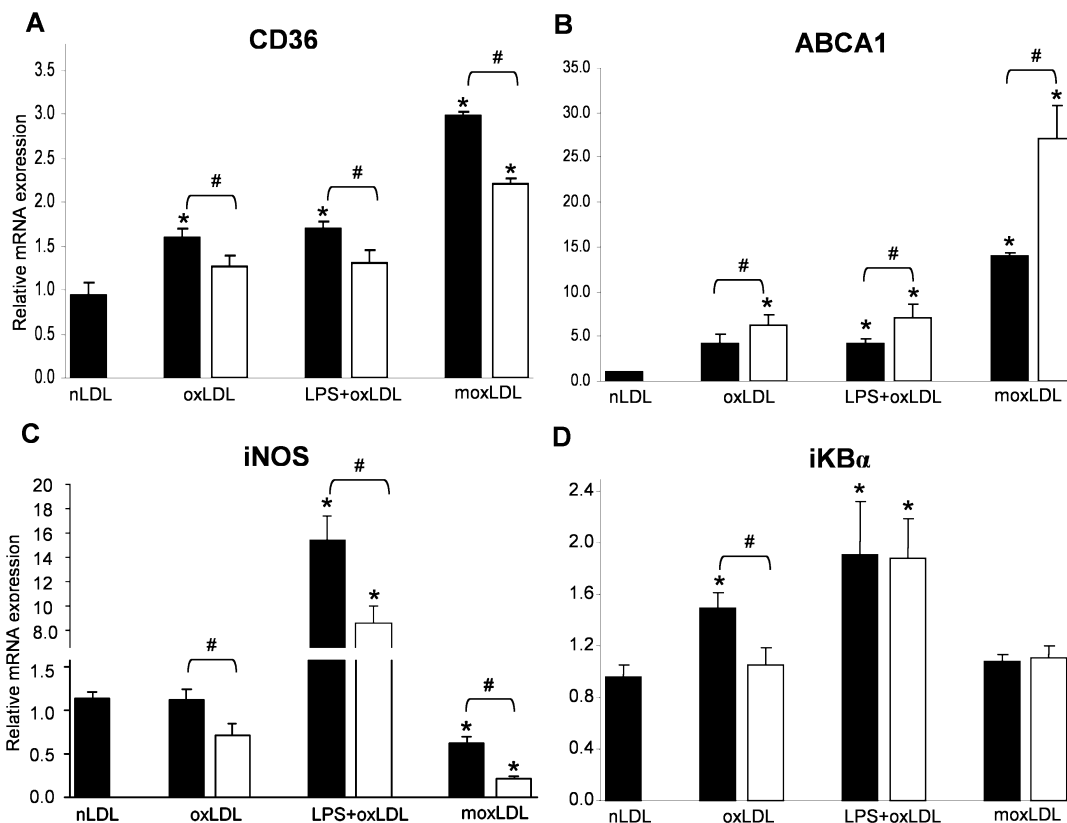 A
CD36
Relative mRNA expression
3.5
3.0
2.5
2.0
1.5
1.0
0.5
0.0
*
#
*
#
*
#
*
nLDL
oxLDL
LPS+oxLDL
moxLDL
B
ABCA1
35.0
30.0
25.0
20.0
15.0
10.0
5.0
0.0
#
*
#
*
*
#
*
*
nLDL
oxLDL
LPS+oxLDL
moxLDL
C
iNOS
Relative mRNA expression
20
18
16
14
12
10
8.0
1.5
1.0
0.5
0.0
#
#
*
*
#
*
*
nLDL
oxLDL
LPS+oxLDL
moxLDL
D
iKBα
2.4
2.0
1.6
1.2
0.8
0.4
0.0
#
*
*
*
nLDL
oxLDL
LPS+oxLDL
moxLDL